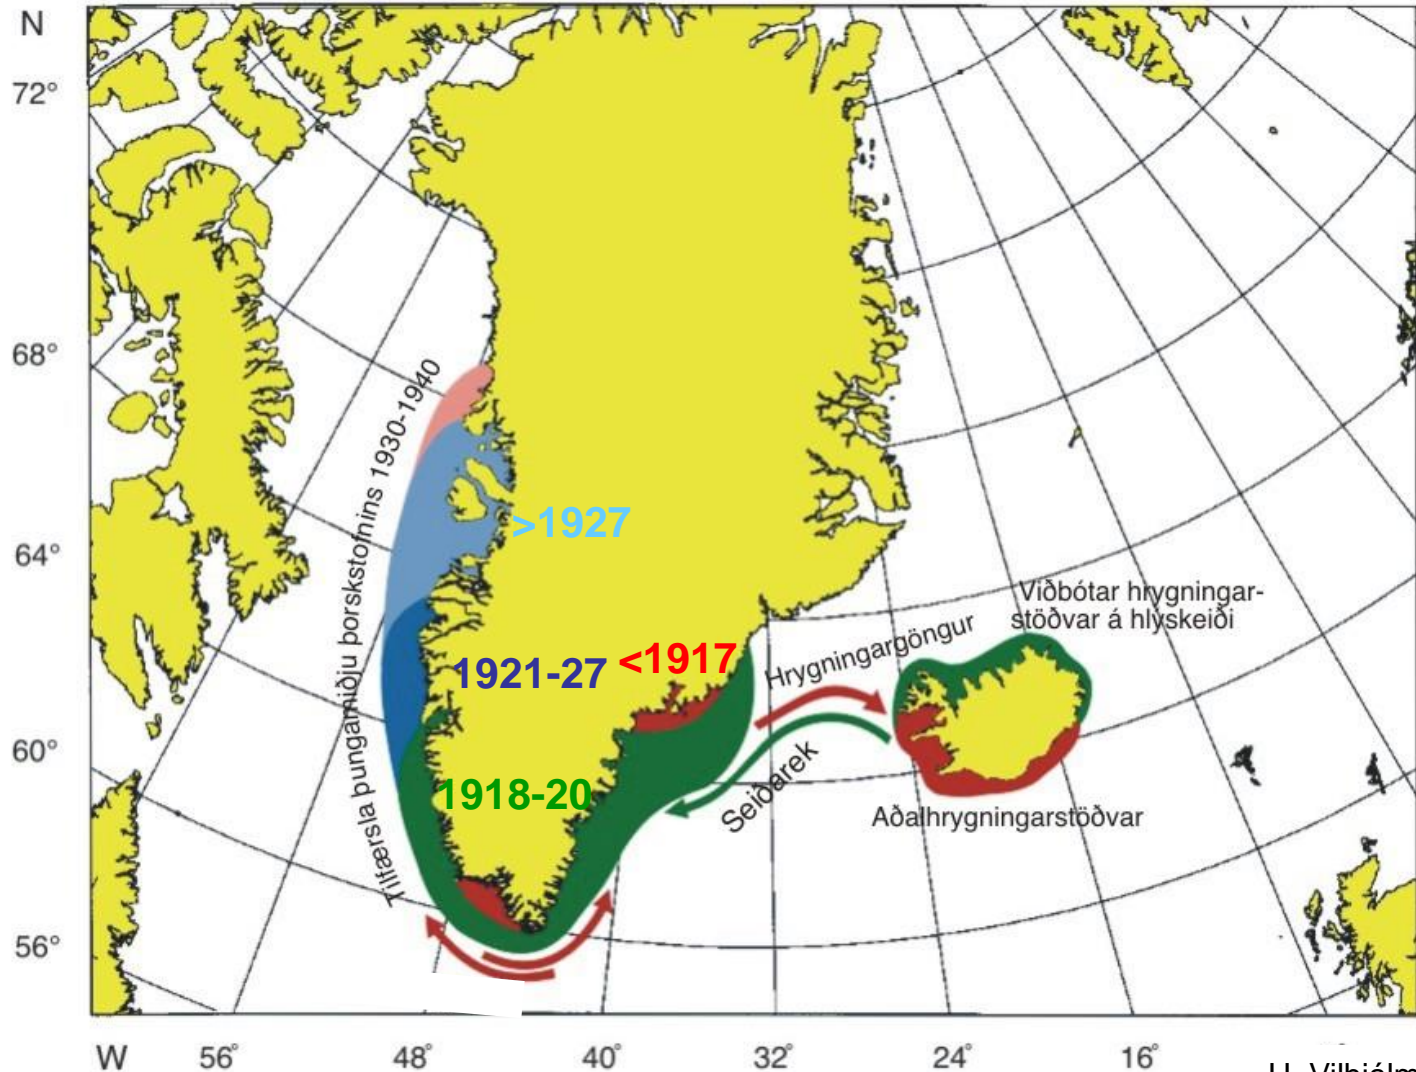 N
72°
68°
64°
60°
56°
Tilfærsla þungamiðju þorskstofnins 1930-1940
>1927
1921-27
<1917
1918-20
Hrygningargöngur
Seiðarek
Viðbótar hrygningar-
stöðvar á hlýskeiði
Aðalhrygningarstöðvar
W 56° 48° 40° 32° 24° 16°